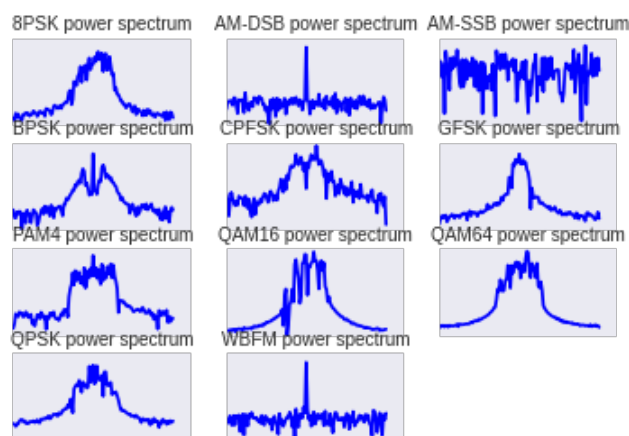 8PSK power spectrum AM-DSB power spectrum AM-SSB power spectrum
BPSK power spectrum CPFSK power spectrum GFSK power spectrum
PAM4 power spectrum QAM16 power spectrum QAM64 power spectrum
QPSK power spectrum WBFM power spectrum